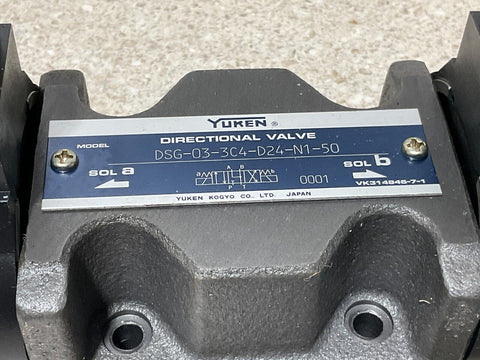 YUKEN ®
DIRECTIONAL VALVE
MODEL DSG-03-3C4-D24-N1-50
SOL a SOL b
A B
a b 0001
P T
VK314846-7-1
YUKEN KOGYO CO., LTD. JAPAN